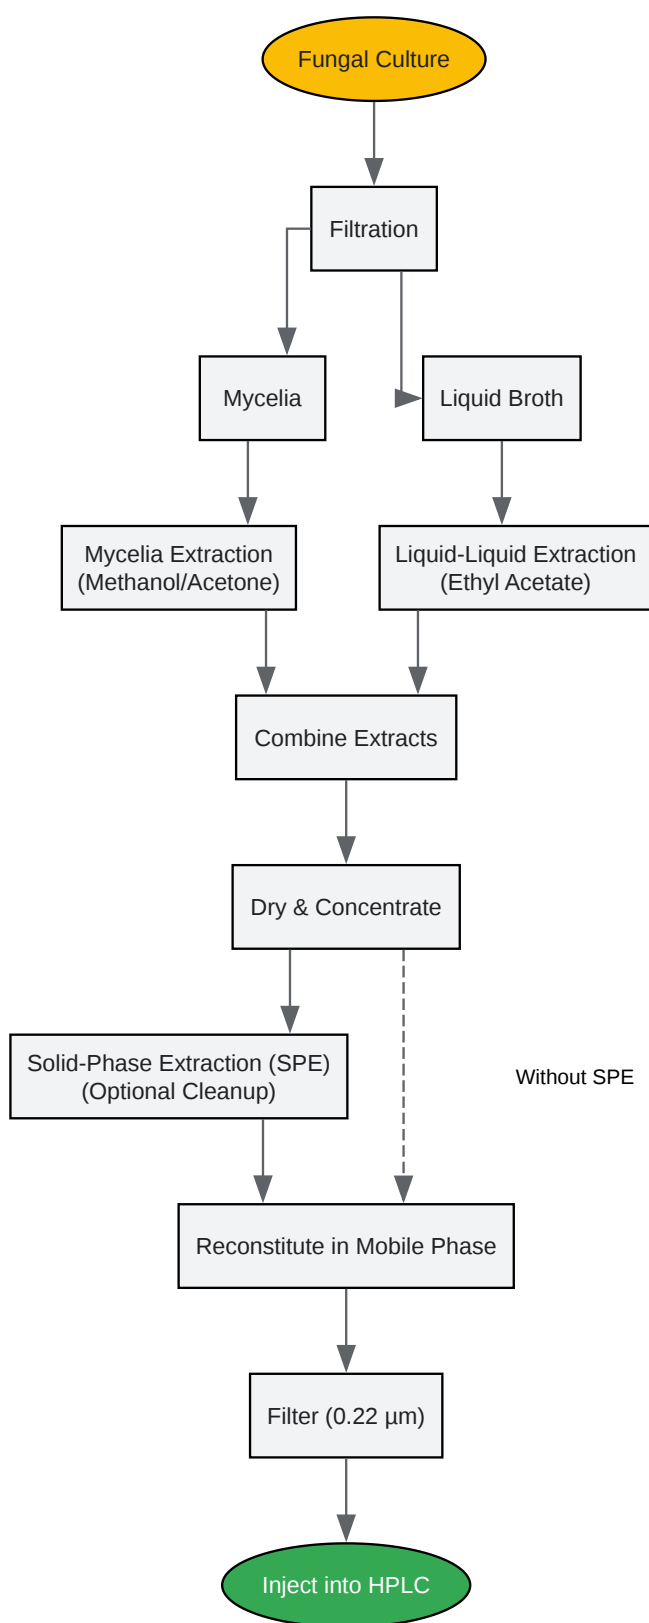 Fungal Culture
Filtration
Mycelia
Liquid Broth
Mycelia Extraction
(Methanol/Acetone)
Liquid-Liquid Extraction
(Ethyl Acetate)
Combine Extracts
Dry & Concentrate
Solid-Phase Extraction (SPE)
(Optional Cleanup)
Without SPE
Reconstitute in Mobile Phase
Filter (0.22 µm)
Inject into HPLC